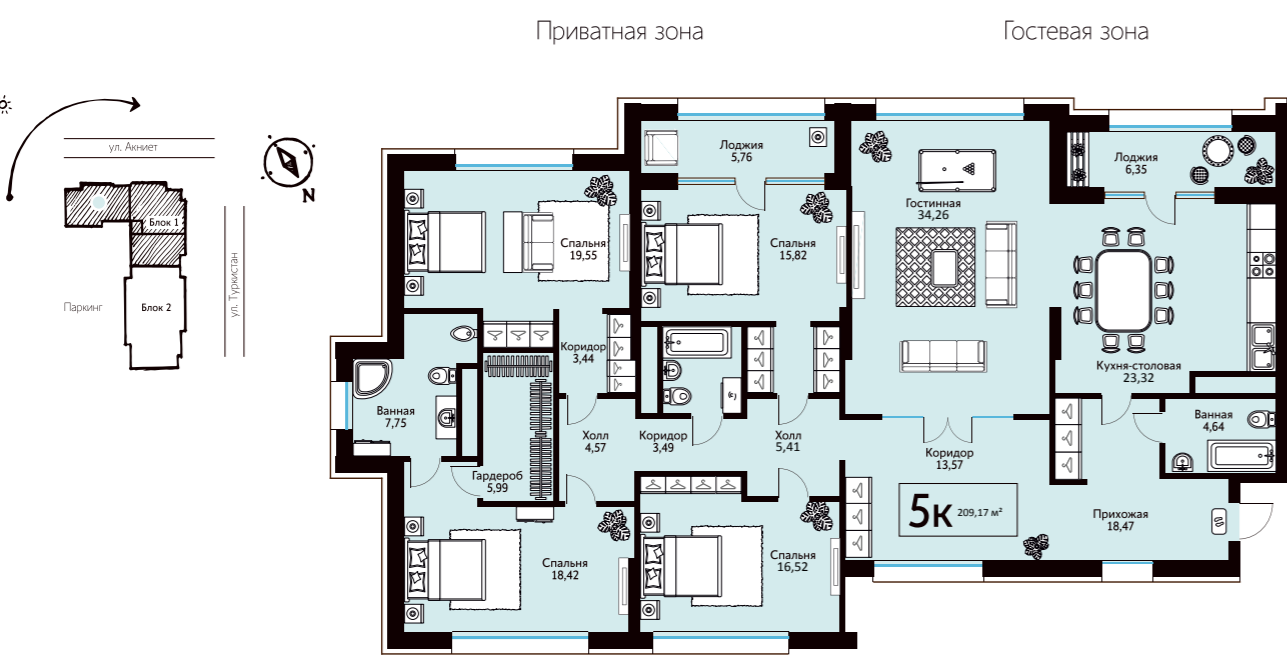 Приватная зона
Гостевая зона
ул. Акниет
N
Блок 1
ул. Туркистан
Паркинг
Блок 2
Лоджия
5,76
Лоджия
6,35
Гостинная
34,26
Спальня
19,55
Спальня
15,82
Коридор
3,44
Кухня-столовая
23,32
Ванная
7,75
Холл
4,57
Коридор
3,49
Холл
5,41
Ванная
4,64
Коридор
13,57
Гардероб
5,99
5к 209,17 м²
Прихожая
18,47
Спальня
18,42
Спальня
16,52